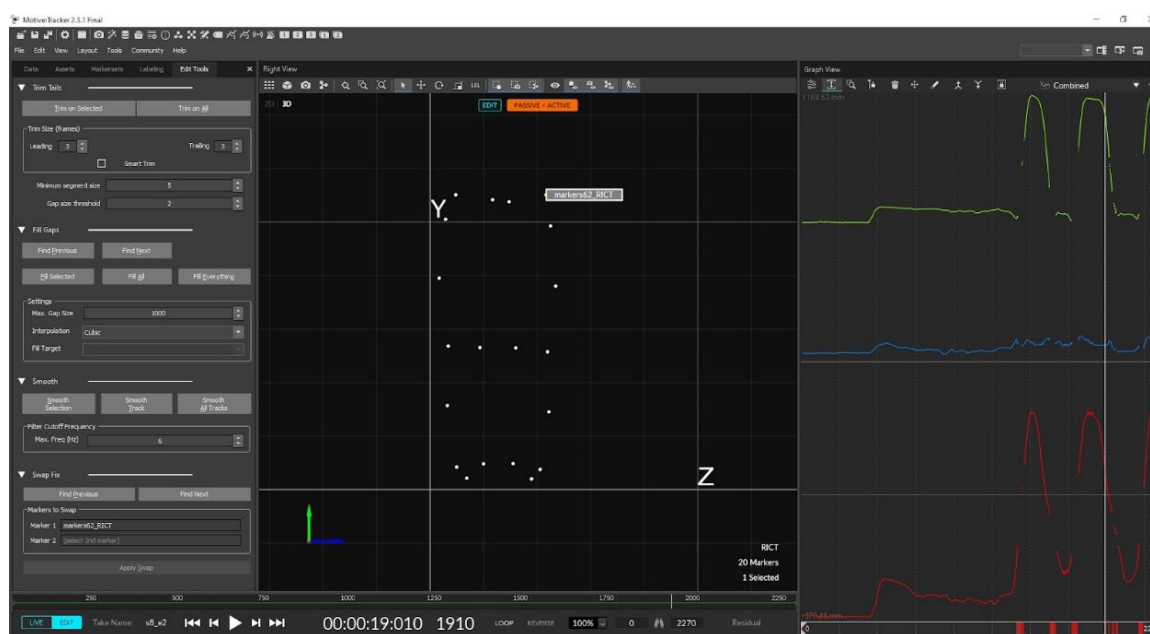 Motive:Tracker 2.3.1 Final
File Edit View Layout Tools Community Help
Data Assets Markersets Labeling Edit Tools
Trim Tails
Trim on Selected Trim on All
Trim Size (frames)
Leading 3 Trailing 3
Smart Trim
Minimum segment size 5
Gap size threshold 2
Fill Gaps
Find Previous Find Next
Fill Selected Fill All Fill Everything
Settings
Max. Gap Size 1000
Interpolation Cubic
Fill Target
Smooth
Smooth Selection Smooth Track Smooth All Tracks
Filter Cutoff Frequency
Max. Freq (Hz) 6
Swap Fix
Find Previous Find Next
Markers to Swap
Marker 1 markers62_RICT
Marker 2 (select 2nd marker)
Apply Swap
Right View
2D 3D
EDIT PASSIVE + ACTIVE
markers62_RICT
Y
Z
RICT
20 Markers
1 Selected
Graph View
Combined
0
250 500 750 1000 1250 1500 1750 2000 2250
LIVE EDIT Take Name s8_e2 00:00:19:010 1910 LOOP REVERSE 100% 0 2270 Residual